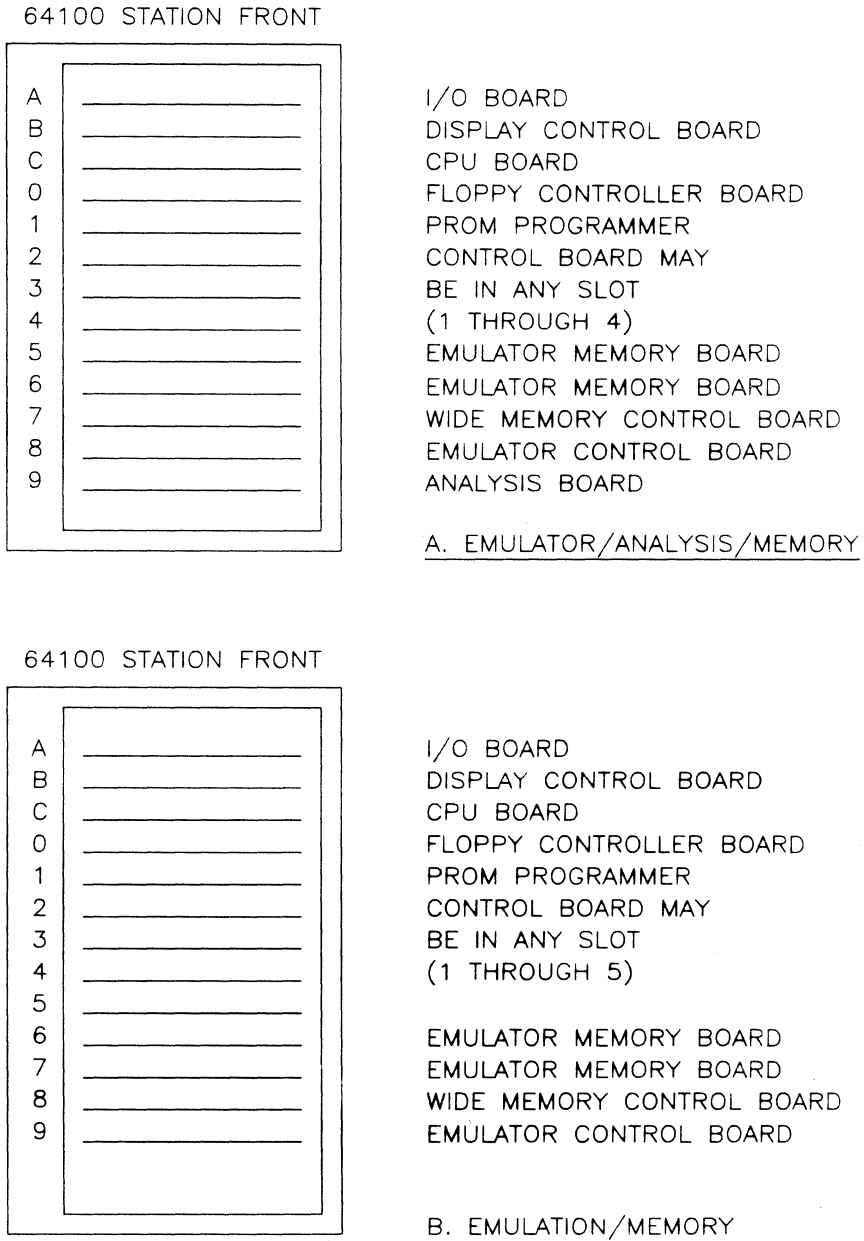 64100 STATION FRONT
A I/O BOARD
B DISPLAY CONTROL BOARD
C CPU BOARD
0 FLOPPY CONTROLLER BOARD
1 PROM PROGRAMMER
2 CONTROL BOARD MAY
3 BE IN ANY SLOT
4 (1 THROUGH 4)
5 EMULATOR MEMORY BOARD
6 EMULATOR MEMORY BOARD
7 WIDE MEMORY CONTROL BOARD
8 EMULATOR CONTROL BOARD
9 ANALYSIS BOARD
A. EMULATOR/ANALYSIS/MEMORY
64100 STATION FRONT
A I/O BOARD
B DISPLAY CONTROL BOARD
C CPU BOARD
0 FLOPPY CONTROLLER BOARD
1 PROM PROGRAMMER
2 CONTROL BOARD MAY
3 BE IN ANY SLOT
4 (1 THROUGH 5)
5
6 EMULATOR MEMORY BOARD
7 EMULATOR MEMORY BOARD
8 WIDE MEMORY CONTROL BOARD
9 EMULATOR CONTROL BOARD
B. EMULATION/MEMORY